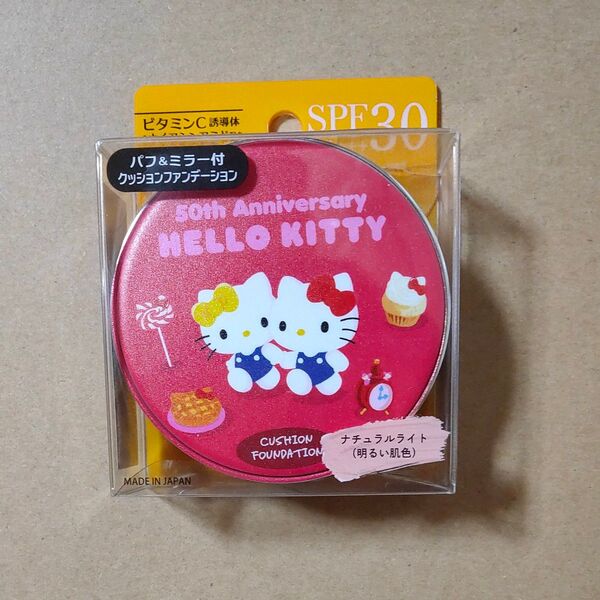 ビタミンC 誘導体
SPF30
パフ&ミラー付
クッションファンデーション
50th Anniversary
HELLO KITTY
CUSHION
FOUNDATION
ナチュラルライト
(明るい肌色)
MADE IN JAPAN